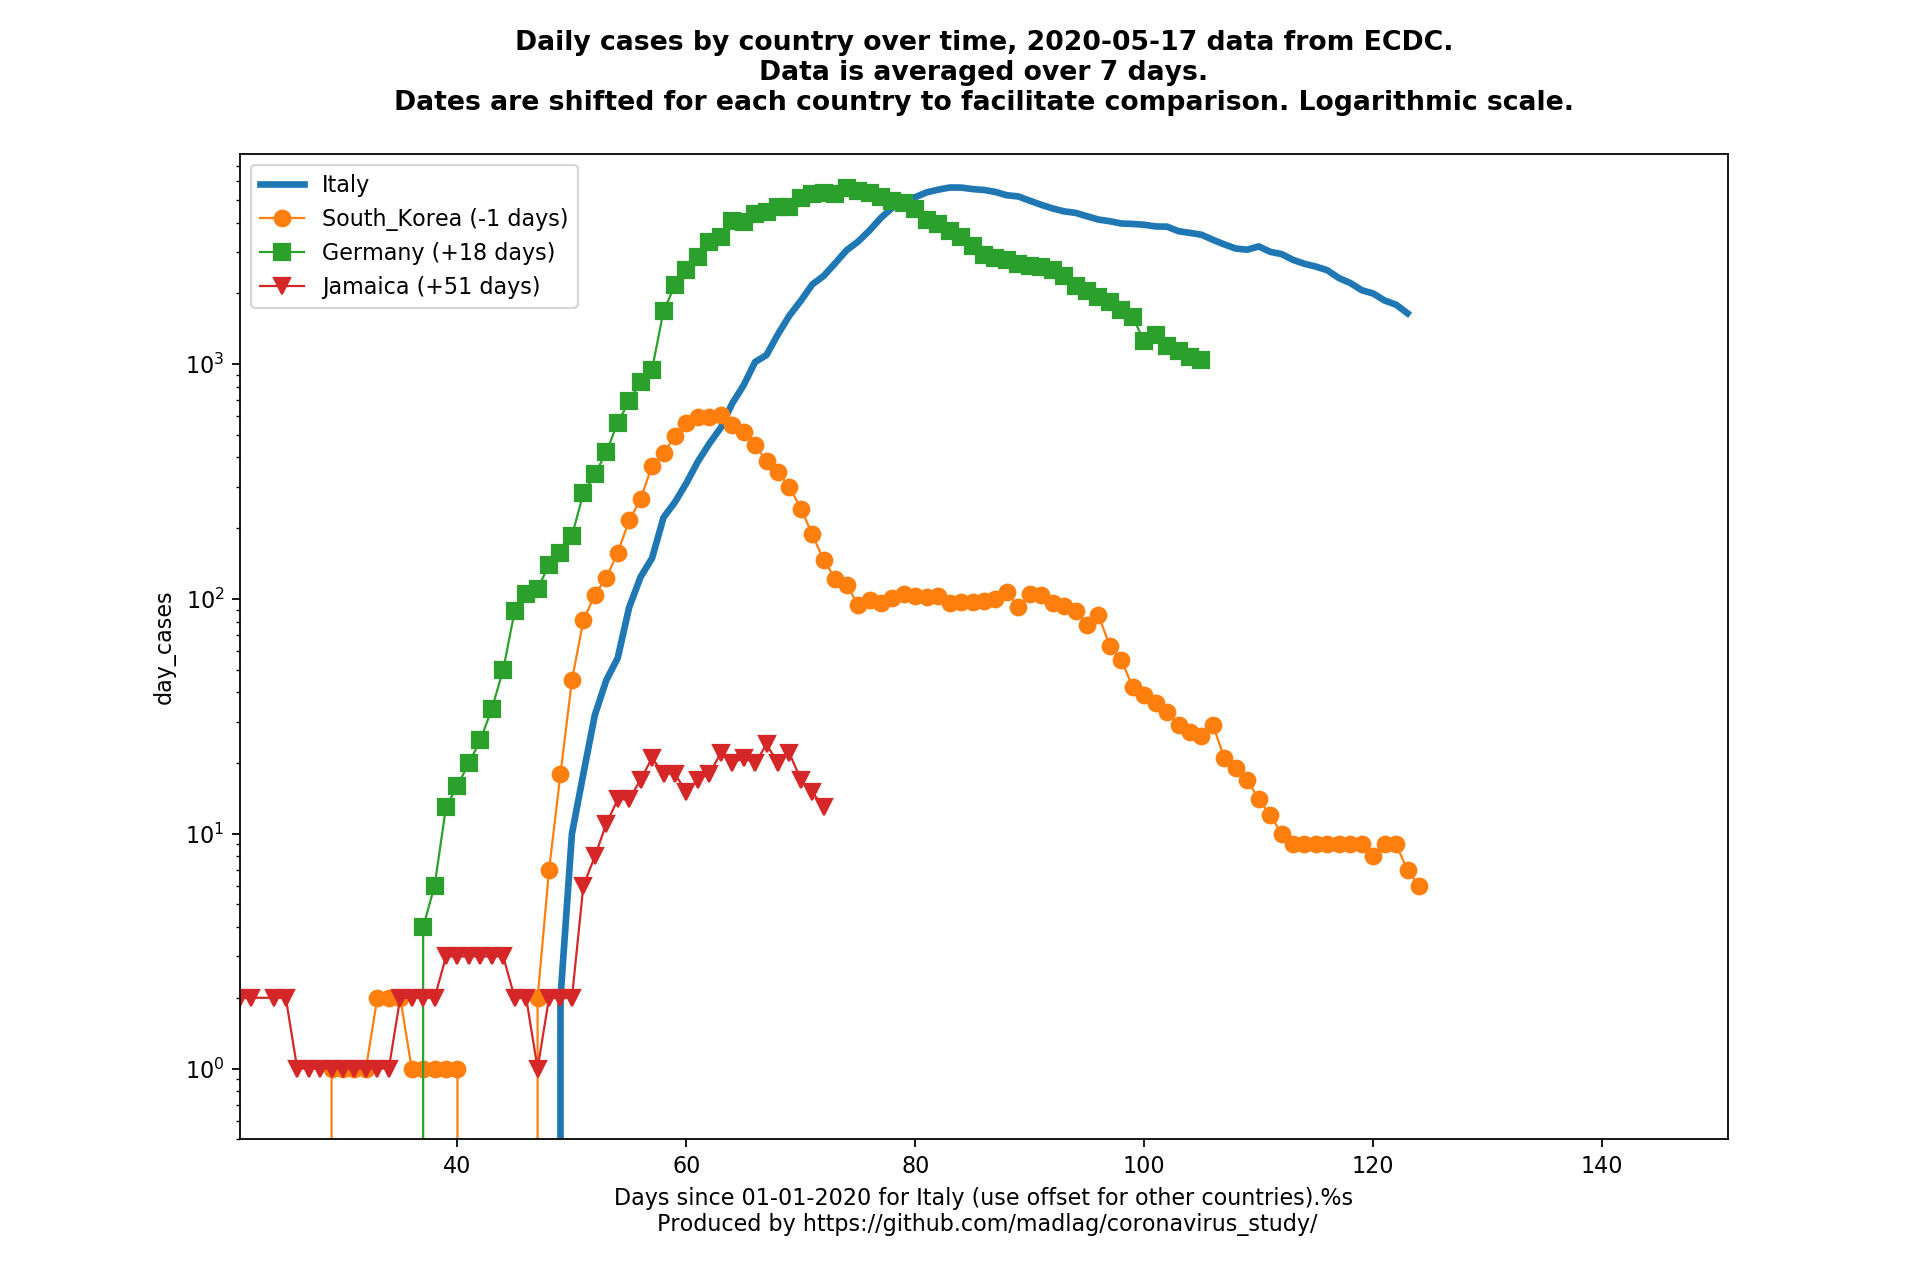 Daily cases by country over time, 2020-05-17 data from ECDC.
Data is averaged over 7 days.
Dates are shifted for each country to facilitate comparison. Logarithmic scale.
Italy
South_Korea (-1 days)
Germany (+18 days)
Jamaica (+51 days)
10³
10²
10¹
10⁰
day_cases
40 60 80 100 120 140
Days since 01-01-2020 for Italy (use offset for other countries).%s
Produced by https://github.com/madlag/coronavirus_study/